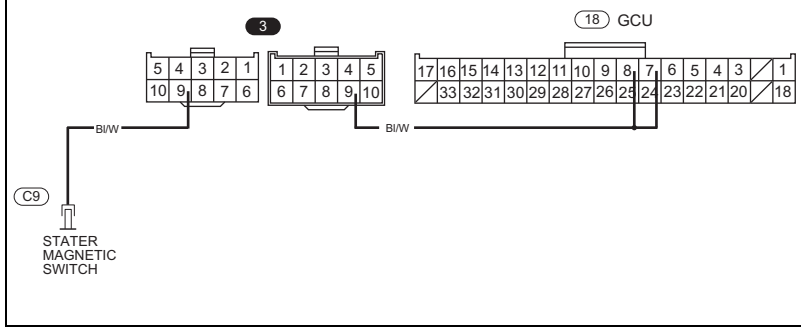 3
18 GCU
5 4 3 2 1
10 9 8 7 6
1 2 3 4 5
6 7 8 9 10
17 16 15 14 13 12 11 10 9 8 7 6 5 4 3 1
33 32 31 30 29 28 27 26 25 24 23 22 21 20 18
Bl/W
Bl/W
C9
STATER
MAGNETIC
SWITCH